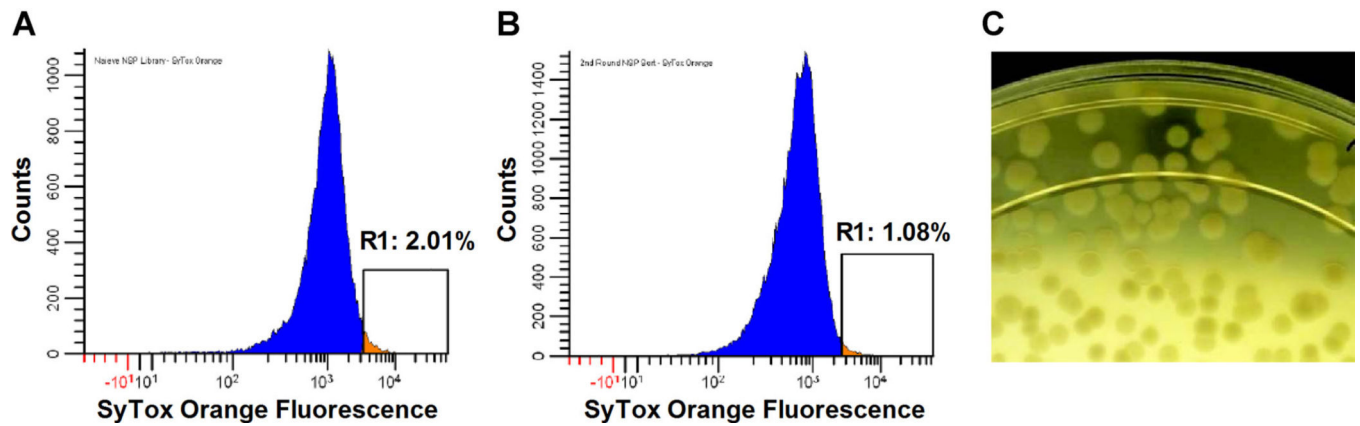 A
Naieve NSP Library - SyTox Orange
Counts
1000
800
600
400
200
0
R1: 2.01%
-10¹ 10¹ 10² 10³ 10⁴
SyTox Orange Fluorescence
B
2nd Round NSP Sort - SyTox Orange
Counts
1400
1200
1000
800
600
400
200
0
R1: 1.08%
-10¹ 10¹ 10² 10³ 10⁴
SyTox Orange Fluorescence
C